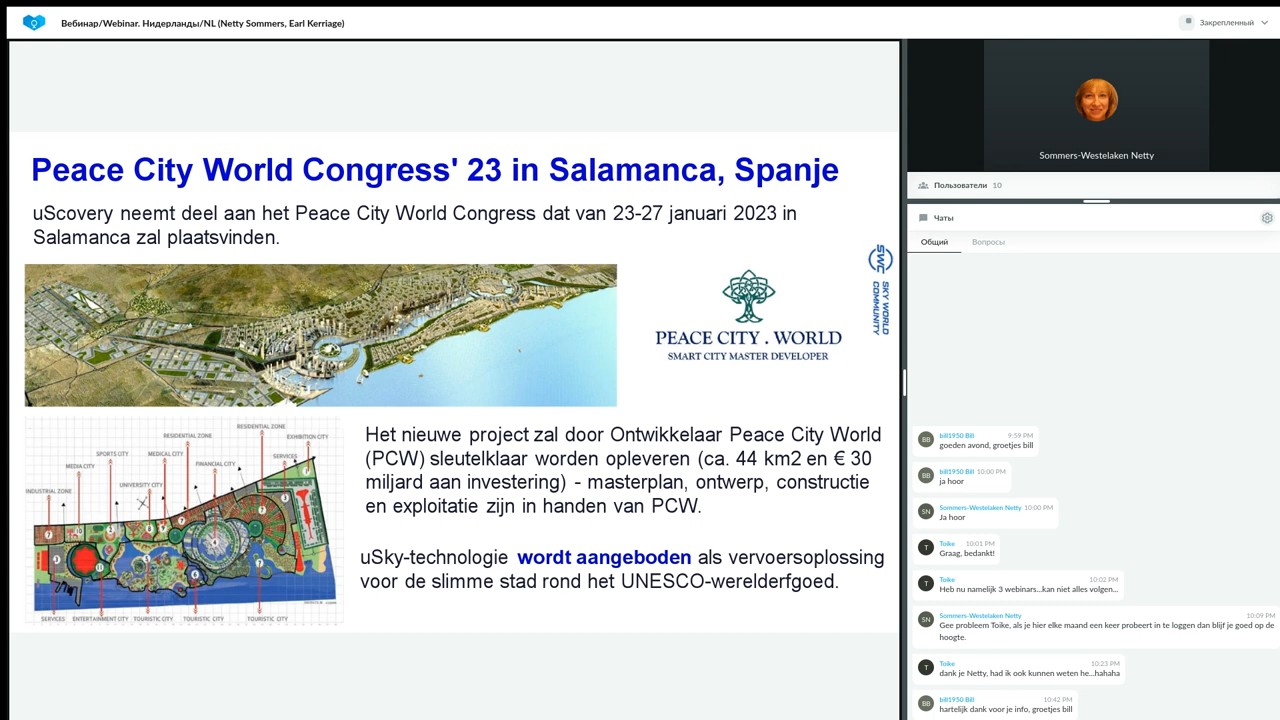 Вебинар/Webinar. Нидерланды/NL (Netty Sommers, Earl Kerriage)
Закрепленный
Peace City World Congress' 23 in Salamanca, Spanje
uScovery neemt deel aan het Peace City World Congress dat van 23-27 januari 2023 in
Salamanca zal plaatsvinden.
SWC
SKY WORLD
COMMUNITY
PEACE CITY . WORLD
SMART CITY MASTER DEVELOPER
RESIDENTIAL ZONE
RESIDENTIAL ZONE
EXHIBITION CITY
SPORTS CITY
MEDICAL CITY
SERVICES
MEDIA CITY
FINANCIAL CITY
UNIVERSITY CITY
INDUSTRIAL ZONE
SERVICES
ENTERTAINMENT CITY
TOURISTIC CITY
TOURISTIC CITY
TOURISTIC CITY
Het nieuwe project zal door Ontwikkelaar Peace City World
(PCW) sleutelklaar worden opleveren (ca. 44 km2 en € 30
miljard aan investering) - masterplan, ontwerp, constructie
en exploitatie zijn in handen van PCW.
uSky-technologie wordt aangeboden als vervoersoplossing
voor de slimme stad rond het UNESCO-werelderfgoed.
Sommers-Westelaken Netty
Пользователи 10
Чаты
Общий
Вопросы
BB
bill1950 Bill 9:59 PM
goeden avond, groetjes bill
BB
bill1950 Bill 10:00 PM
ja hoor
SN
Sommers-Westelaken Netty 10:00 PM
Ja hoor
T
Toike 10:01 PM
Graag, bedankt!
T
Toike 10:02 PM
Heb nu namelijk 3 webinars...kan niet alles volgen...
SN
Sommers-Westelaken Netty 10:09 PM
Gee probleem Toike, als je hier elke maand een keer probeert in te loggen dan blijf je goed op de
hoogte.
T
Toike 10:23 PM
dank je Netty, had ik ook kunnen weten he...hahaha
BB
bill1950 Bill 10:42 PM
hartelijk dank voor je info, groetjes bill